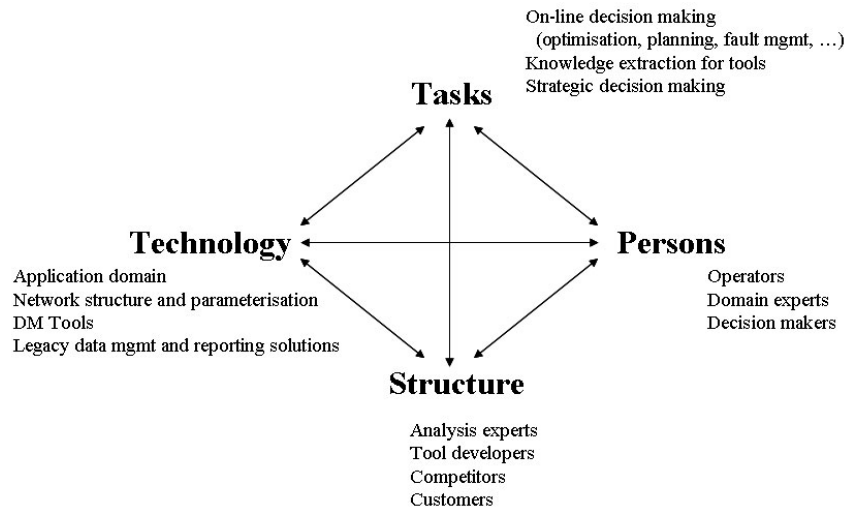 On-line decision making
(optimisation, planning, fault mgmt, …)
Knowledge extraction for tools
Strategic decision making
Tasks
Technology
Application domain
Network structure and parameterisation
DM Tools
Legacy data mgmt and reporting solutions
Persons
Operators
Domain experts
Decision makers
Structure
Analysis experts
Tool developers
Competitors
Customers